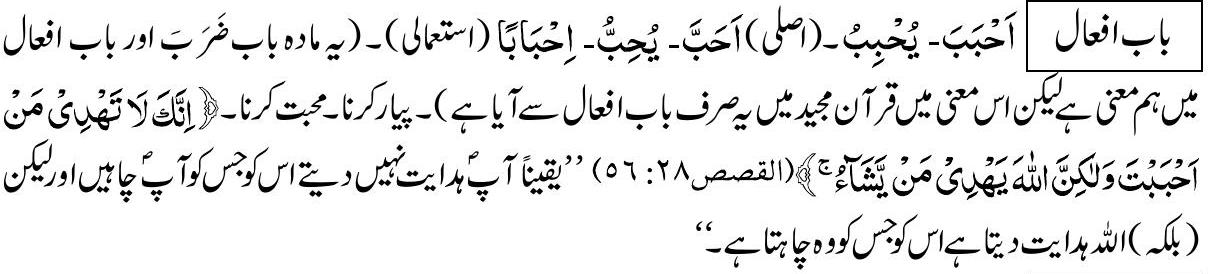 باب افعال اَحْبَبَ۔ یُحْبِبُ۔(اصلی) اَحَبَّ۔ یُحِبُّ۔ اِحْبَابًا (استعمالی)۔ (یہ مادہ باب ضَرَبَ اور باب افعال
میں ہم معنی ہے لیکن اس معنی میں قرآن مجید میں یہ صرف باب افعال سے آیا ہے)۔ پیار کرنا۔ محبت کرنا۔ ﴿اِنَّكَ لَا تَهْدِیْ مَنْ
اَحْبَبْتَ وَلٰكِنَّ اللّٰهَ یَهْدِیْ مَنْ یَّشَآءُ ۚ﴾ (القصص ٢٨: ٥٦) ’’یقیناً آپؐ ہدایت نہیں دیتے اس کو جس کو آپؐ چاہیں اور لیکن
(بلکہ) اللہ ہدایت دیتا ہے اس کو جس کو وہ چاہتا ہے۔‘‘